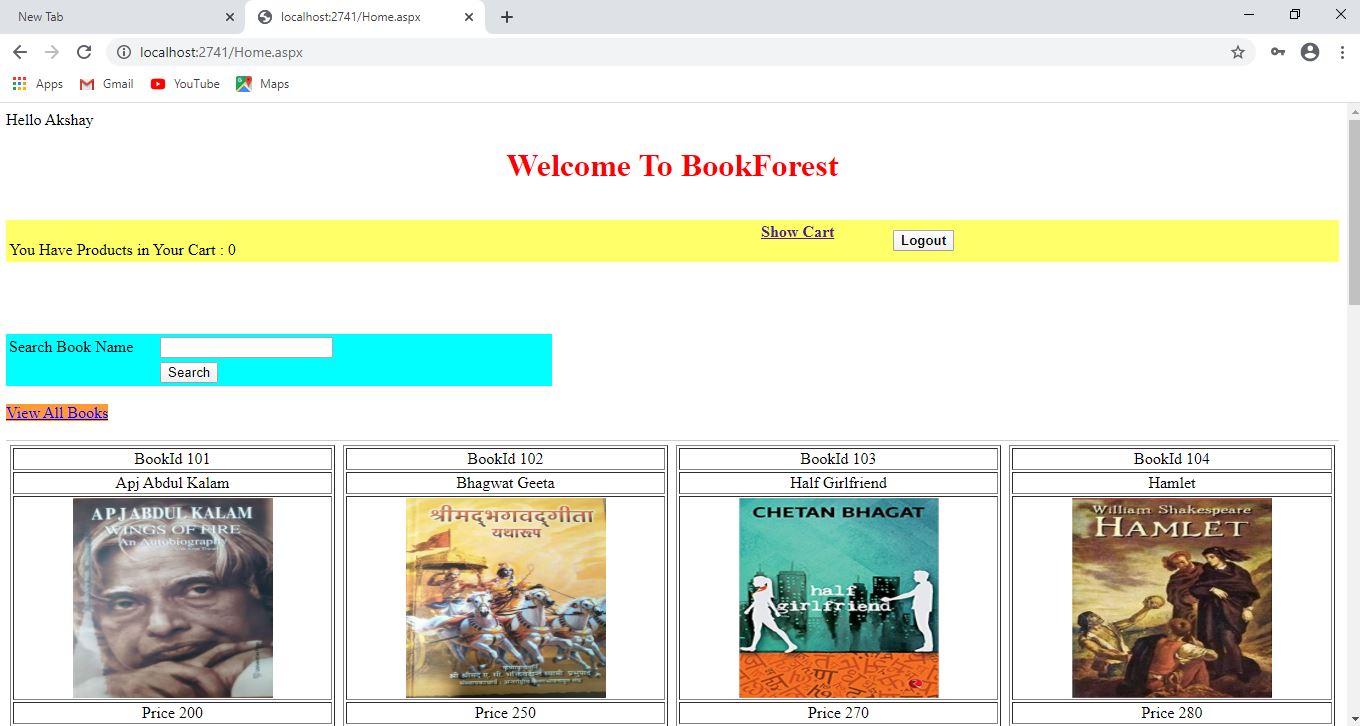 New Tab
localhost:2741/Home.aspx
localhost:2741/Home.aspx
Apps Gmail YouTube Maps
Hello Akshay
Welcome To BookForest
You Have Products in Your Cart : 0
Show Cart
Logout
Search Book Name
Search
View All Books
BookId 101
Apj Abdul Kalam
A P J ABDUL KALAM
WINGS OF FIRE
An Autobiography
Price 200
BookId 102
Bhagwat Geeta
श्रीमद्भगवद्गीता
यथारूप
Price 250
BookId 103
Half Girlfriend
CHETAN BHAGAT
half
girlfriend
Price 270
BookId 104
Hamlet
William Shakespeare
HAMLET
Price 280